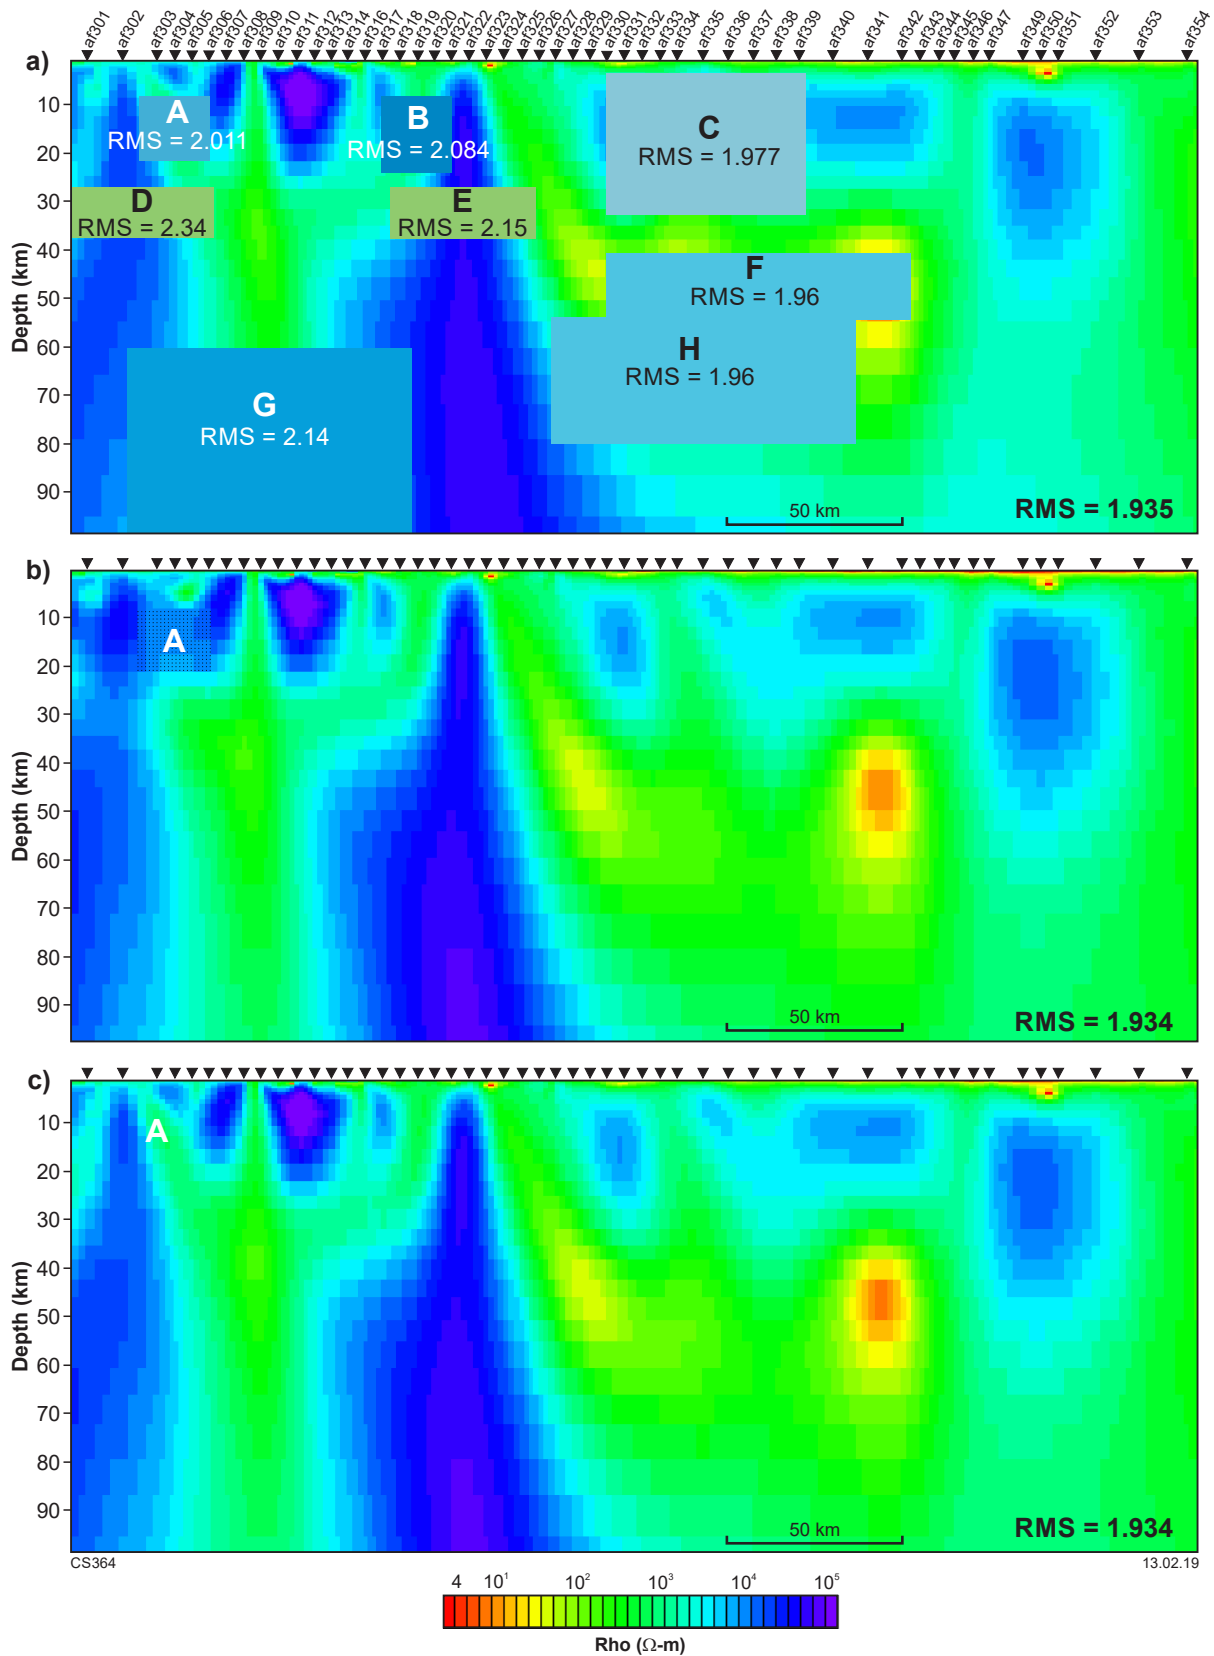 af301 af302 af303 af304 af305 af306 af307 af308 af309 af310 af311 af312 af313 af314 af316 af317 af318 af319 af320 af321 af322 af323 af324 af325 af326 af327 af328 af329 af330 af331 af332 af333 af334 af335 af336 af337 af338 af339 af340 af341 af342 af343 af344 af345 af346 af347 af349 af350 af351 af352 af353 af354
a)
Depth (km)
10
20
30
40
50
60
70
80
90
A
RMS = 2.011
B
RMS = 2.084
C
RMS = 1.977
D
RMS = 2.34
E
RMS = 2.15
F
RMS = 1.96
H
RMS = 1.96
G
RMS = 2.14
50 km
RMS = 1.935
b)
Depth (km)
10
20
30
40
50
60
70
80
90
A
50 km
RMS = 1.934
c)
Depth (km)
10
20
30
40
50
60
70
80
90
A
50 km
RMS = 1.934
CS364
13.02.19
4 10¹ 10² 10³ 10⁴ 10⁵
Rho (Ω-m)